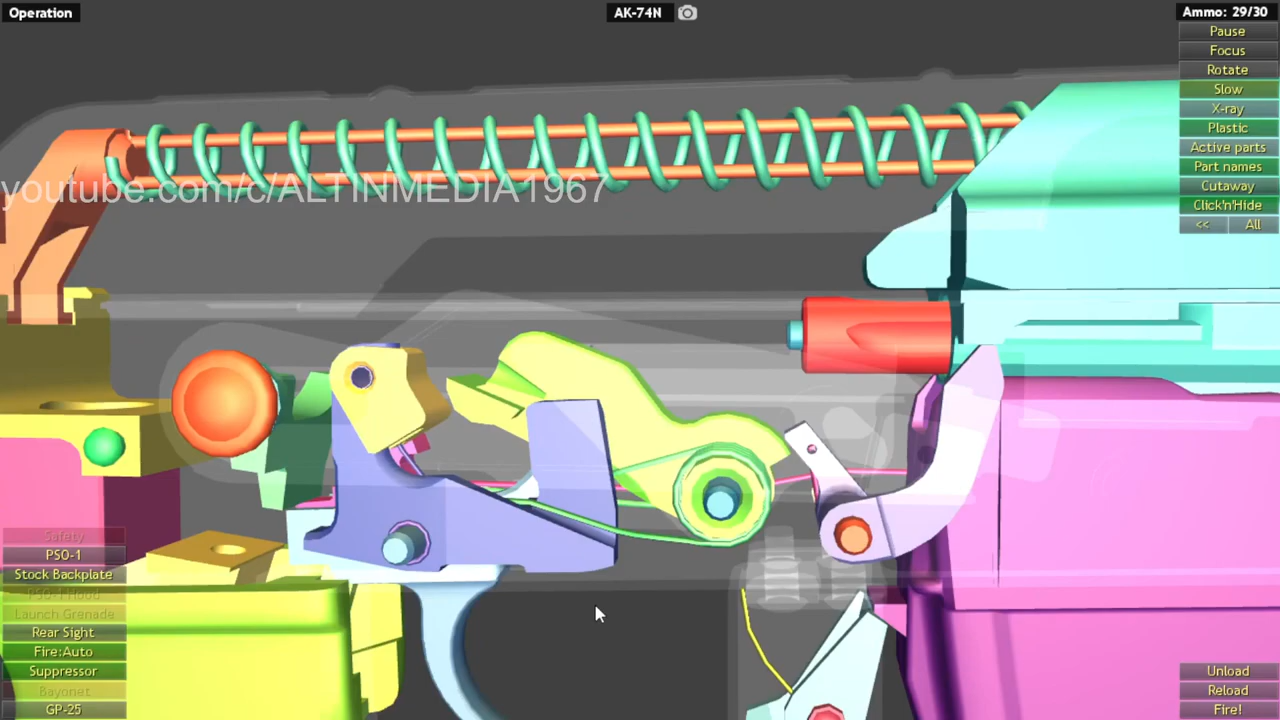 Operation
AK-74N
Ammo: 29/30
Pause
Focus
Rotate
Slow
X-ray
Plastic
Active parts
Part names
Cutaway
Click'n'Hide
<< All
youtube.com/c/ALTINMEDIA1967
Safety
PSO-1
Stock Backplate
PSO-1 Hood
Launch Grenade
Rear Sight
Fire:Auto
Suppressor
Bayonet
GP-25
Unload
Reload
Fire!